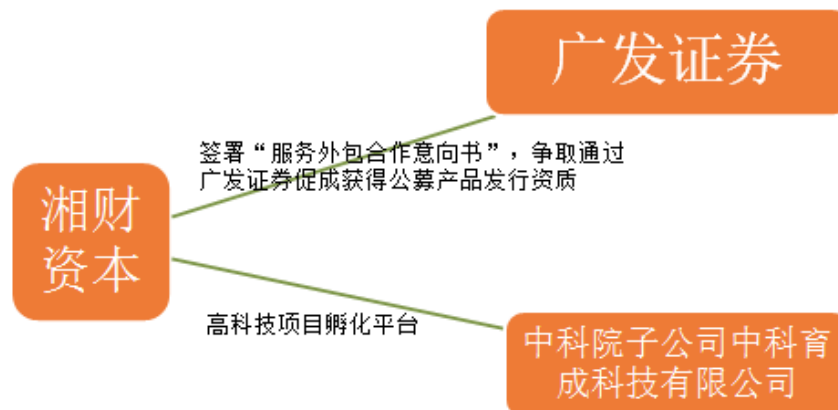 广发证券
签署“服务外包合作意向书”，争取通过
广发证券促成获得公募产品发行资质
湘财
资本
高科技项目孵化平台
中科院子公司中科育
成科技有限公司